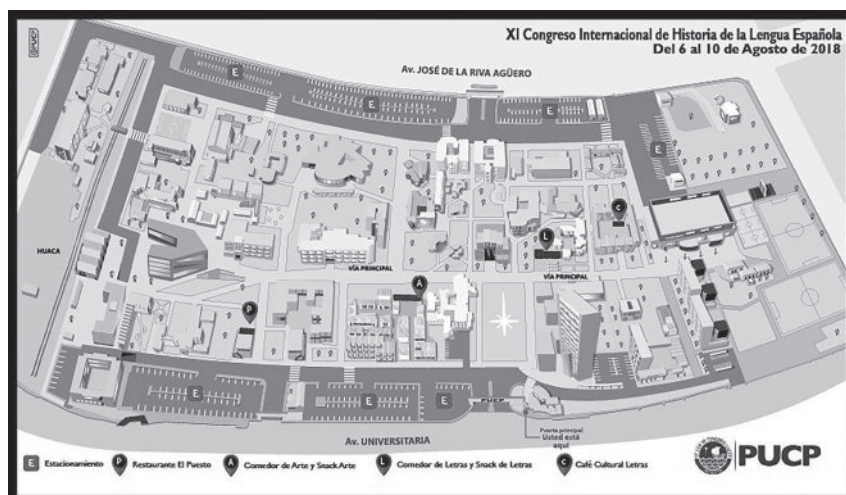 PUCP
XI Congreso Internacional de Historia de la Lengua Española
Del 6 al 10 de Agosto de 2018
Av. JOSÉ DE LA RIVA AGÜERO
E
E
E
E
C
L
HUACA
VÍA PRINCIPAL
VÍA PRINCIPAL
A
P
E
E
E
PUCP
Puerta principal
Usted está
aquí
Av. UNIVERSITARIA
E Estacionamiento P Restaurante El Puesto A Comedor de Arte y Snack Arte L Comedor de Letras y Snack de Letras C Café Cultural Letras
PUCP